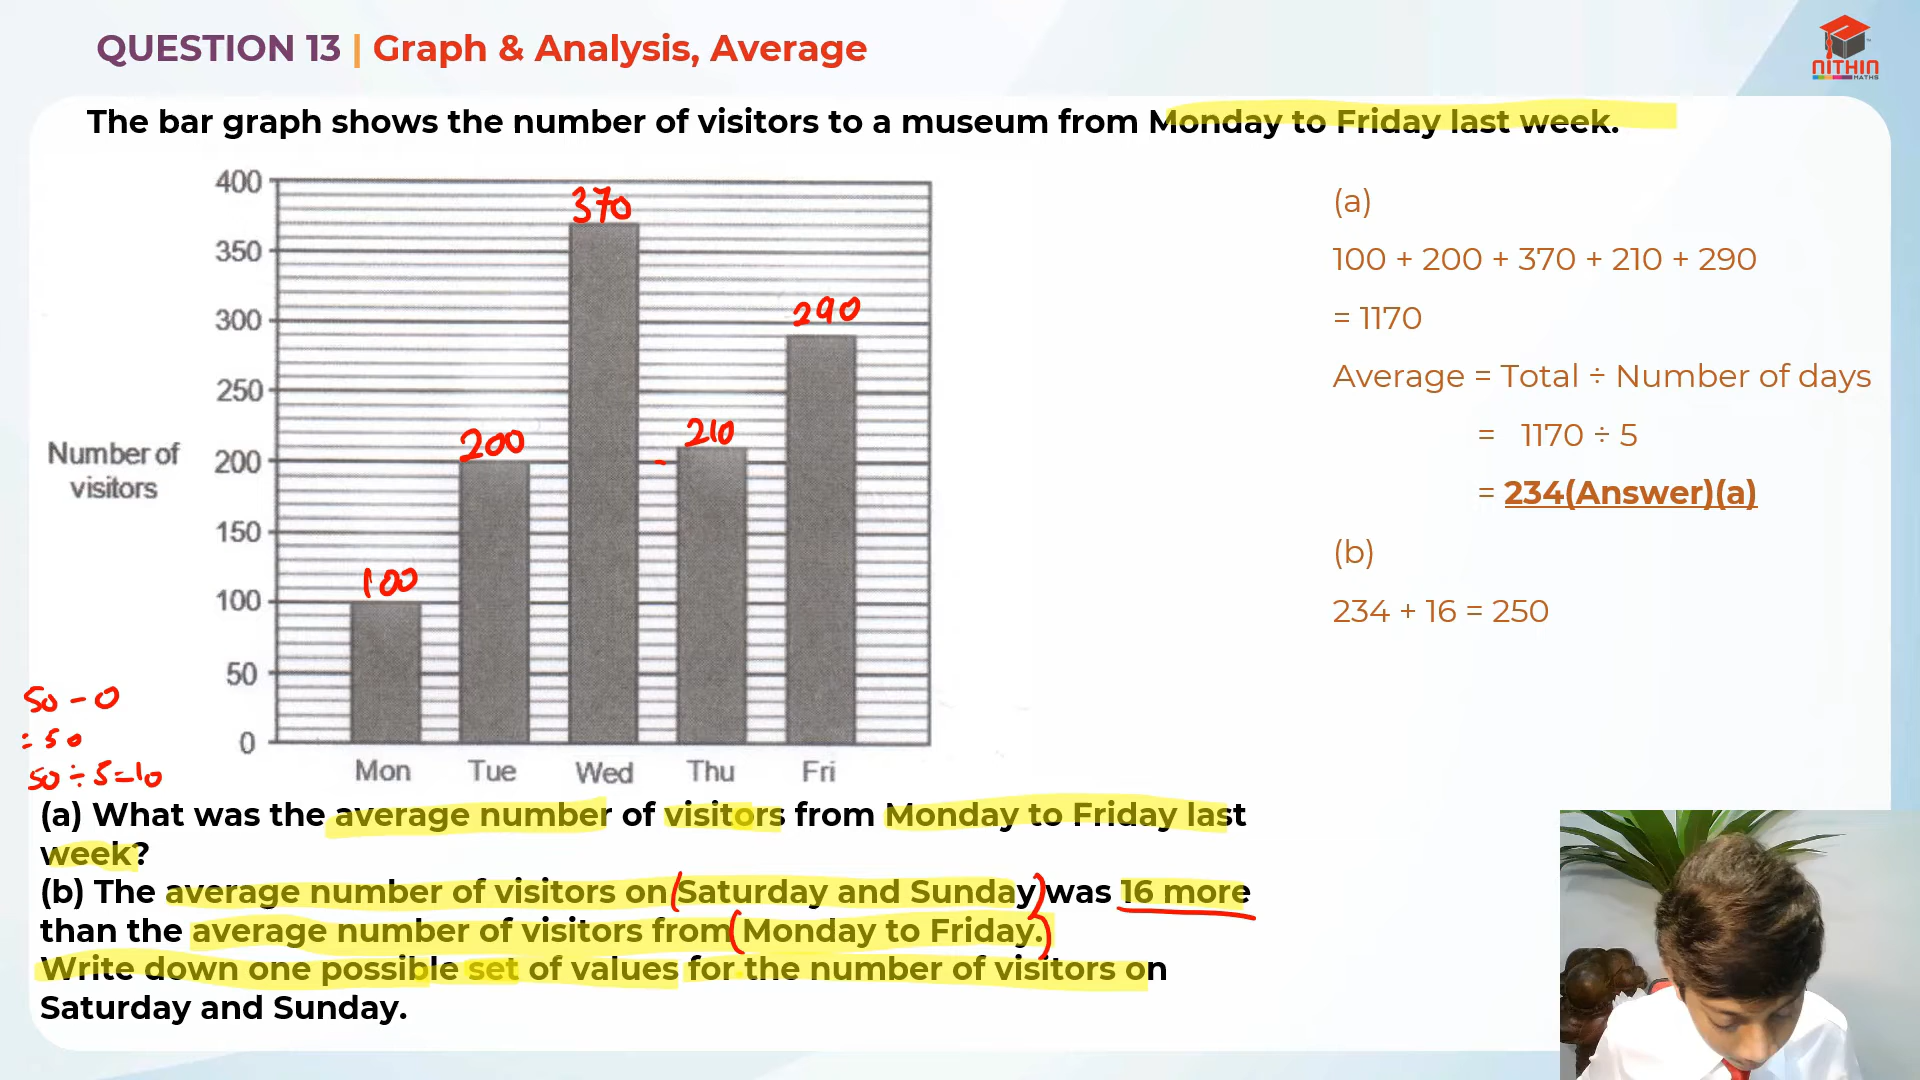 QUESTION 13 | Graph & Analysis, Average
NITHIN
MATHS
The bar graph shows the number of visitors to a museum from Monday to Friday last week.
400
350
300
250
200
150
100
50
0
Number of
visitors
370
290
200
210
100
Mon Tue Wed Thu Fri
50 - 0
= 50
50 ÷ 5 = 10
(a) What was the average number of visitors from Monday to Friday last
week?
(b) The average number of visitors on (Saturday and Sunday) was 16 more
than the average number of visitors from (Monday to Friday.)
Write down one possible set of values for the number of visitors on
Saturday and Sunday.
(a)
100 + 200 + 370 + 210 + 290
= 1170
Average = Total ÷ Number of days
= 1170 ÷ 5
= 234(Answer)(a)
(b)
234 + 16 = 250